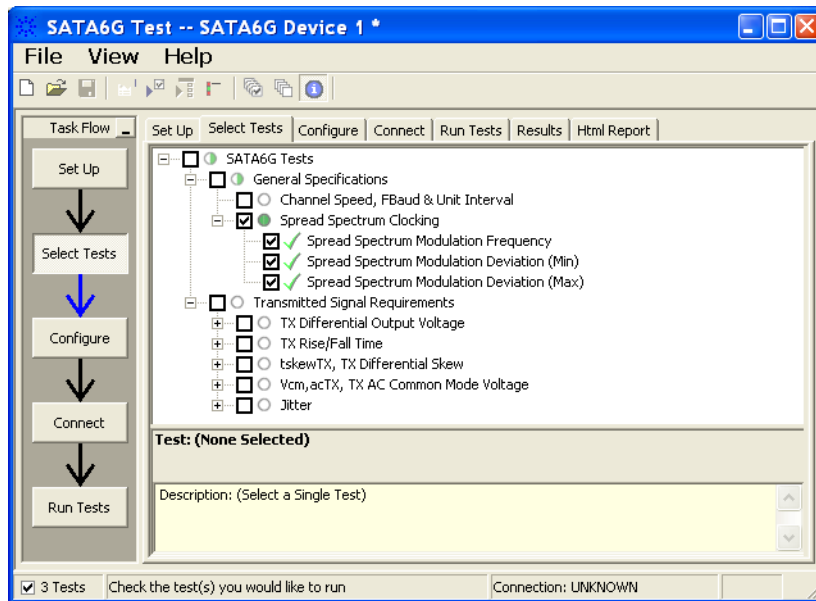 SATA6G Test -- SATA6G Device 1 *
File View Help
Task Flow
Set Up
Select Tests
Configure
Connect
Run Tests
Set Up Select Tests Configure Connect Run Tests Results Html Report
SATA6G Tests
General Specifications
Channel Speed, FBaud & Unit Interval
Spread Spectrum Clocking
Spread Spectrum Modulation Frequency
Spread Spectrum Modulation Deviation (Min)
Spread Spectrum Modulation Deviation (Max)
Transmitted Signal Requirements
TX Differential Output Voltage
TX Rise/Fall Time
tskewTX, TX Differential Skew
Vcm,acTX, TX AC Common Mode Voltage
Jitter
Test: (None Selected)
Description: (Select a Single Test)
3 Tests Check the test(s) you would like to run Connection: UNKNOWN